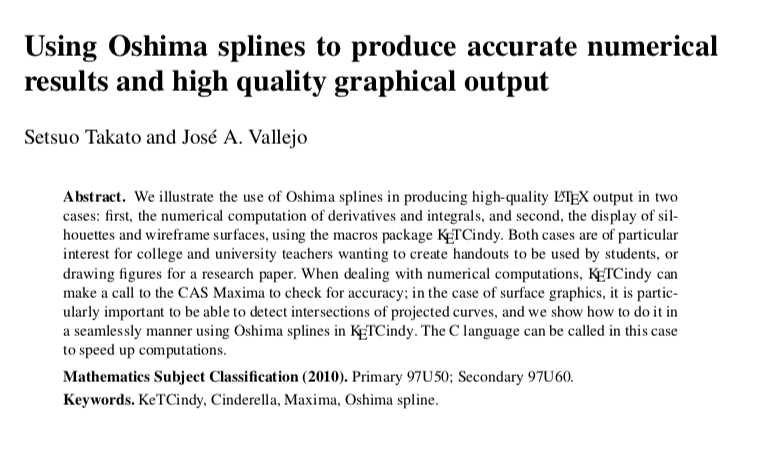 Using Oshima splines to produce accurate numerical
results and high quality graphical output
Setsuo Takato and José A. Vallejo
Abstract. We illustrate the use of Oshima splines in producing high-quality LATEX output in two
cases: first, the numerical computation of derivatives and integrals, and second, the display of sil-
houettes and wireframe surfaces, using the macros package KETCindy. Both cases are of particular
interest for college and university teachers wanting to create handouts to be used by students, or
drawing figures for a research paper. When dealing with numerical computations, KETCindy can
make a call to the CAS Maxima to check for accuracy; in the case of surface graphics, it is partic-
ularly important to be able to detect intersections of projected curves, and we show how to do it in
a seamlessly manner using Oshima splines in KETCindy. The C language can be called in this case
to speed up computations.
Mathematics Subject Classification (2010). Primary 97U50; Secondary 97U60.
Keywords. KeTCindy, Cinderella, Maxima, Oshima spline.